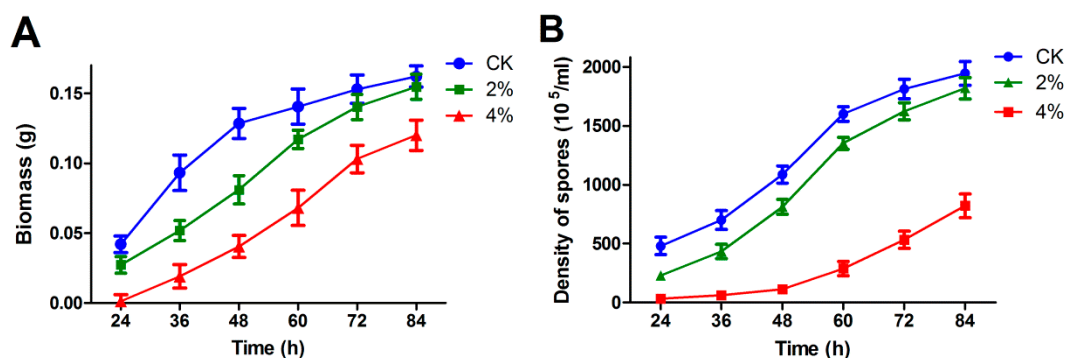 A
CK
2%
4%
Biomass (g)
0.15
0.10
0.05
0.00
24 36 48 60 72 84
Time (h)
B
CK
2%
4%
Density of spores (10⁵/ml)
2000
1500
1000
500
0
24 36 48 60 72 84
Time (h)